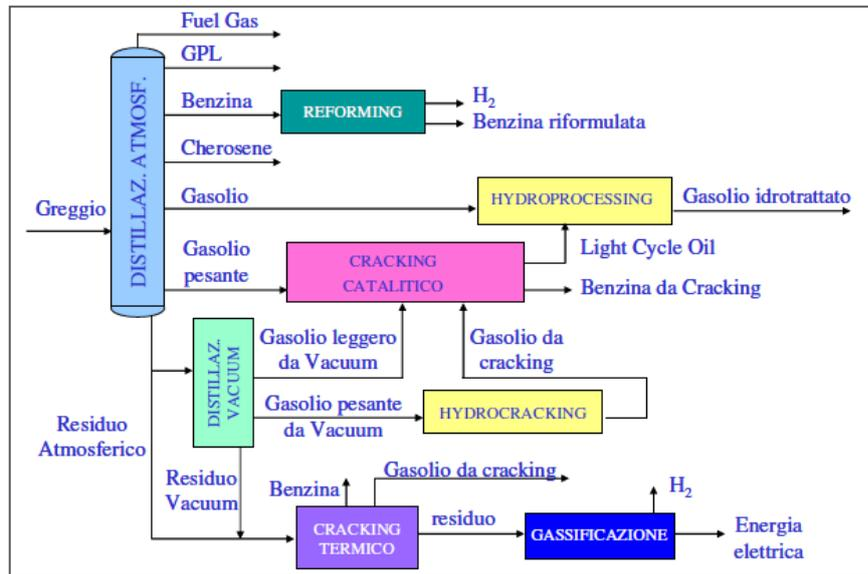 Fuel Gas
GPL
Benzina
REFORMING
H₂
Benzina riformulata
Cherosene
DISTILLAZ. ATMOSF.
Greggio
Gasolio
HYDROPROCESSING
Gasolio idrotrattato
Gasolio
pesante
CRACKING
CATALITICO
Light Cycle Oil
Benzina da Cracking
DISTILLAZ.
VACUUM
Gasolio leggero
da Vacuum
Gasolio da
cracking
Gasolio pesante
da Vacuum
HYDROCRACKING
Residuo
Atmosferico
Residuo
Vacuum
Benzina
Gasolio da cracking
CRACKING
TERMICO
residuo
GASSIFICAZIONE
H₂
Energia
elettrica